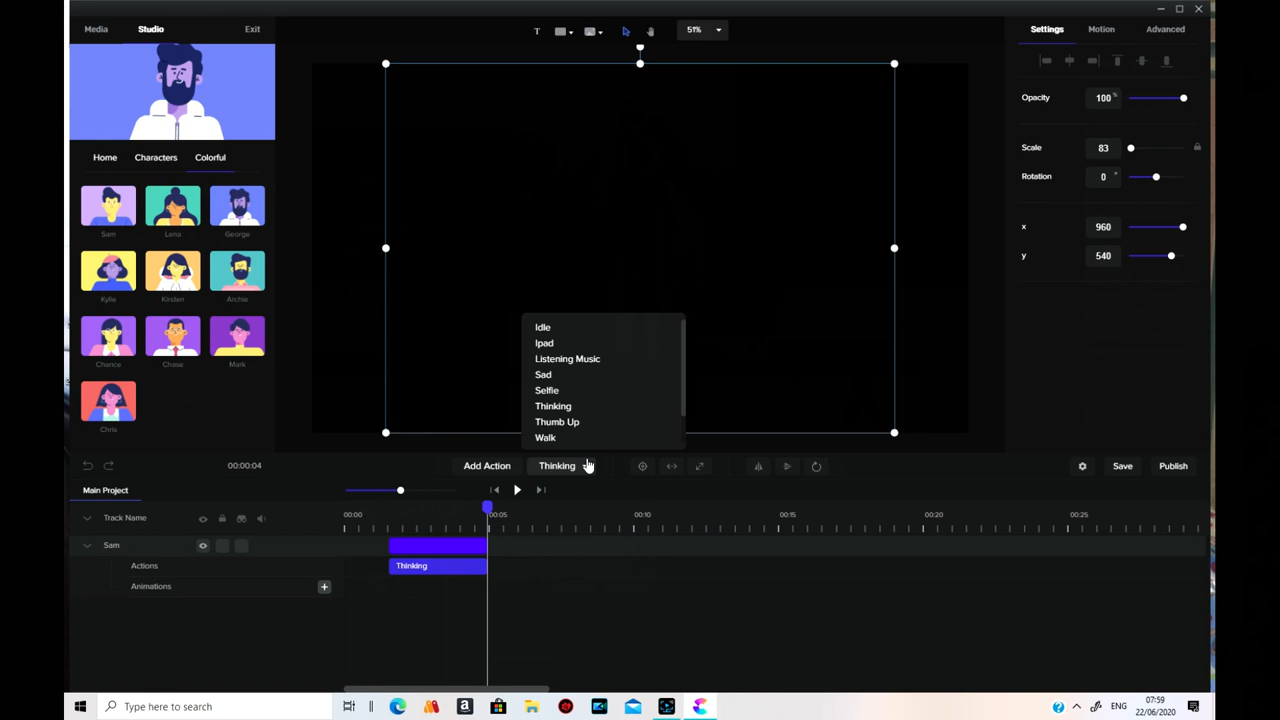 Media Studio Exit
T 51%
Settings Motion Advanced
Opacity 100 %
Home Characters Colorful
Scale 83
Rotation 0 °
Sam Lena George
x 960
y 540
Kylie Kirsten Archie
Chance Chase Mark
Chris
Idle
Ipad
Listening Music
Sad
Selfie
Thinking
Thumb Up
Walk
00:00:04 Add Action Thinking Save Publish
Main Project
Track Name 00:00 00:05 00:10 00:15 00:20 00:25
Sam
Actions Thinking
Animations +
Type here to search
ENG 07:59
22/06/2020